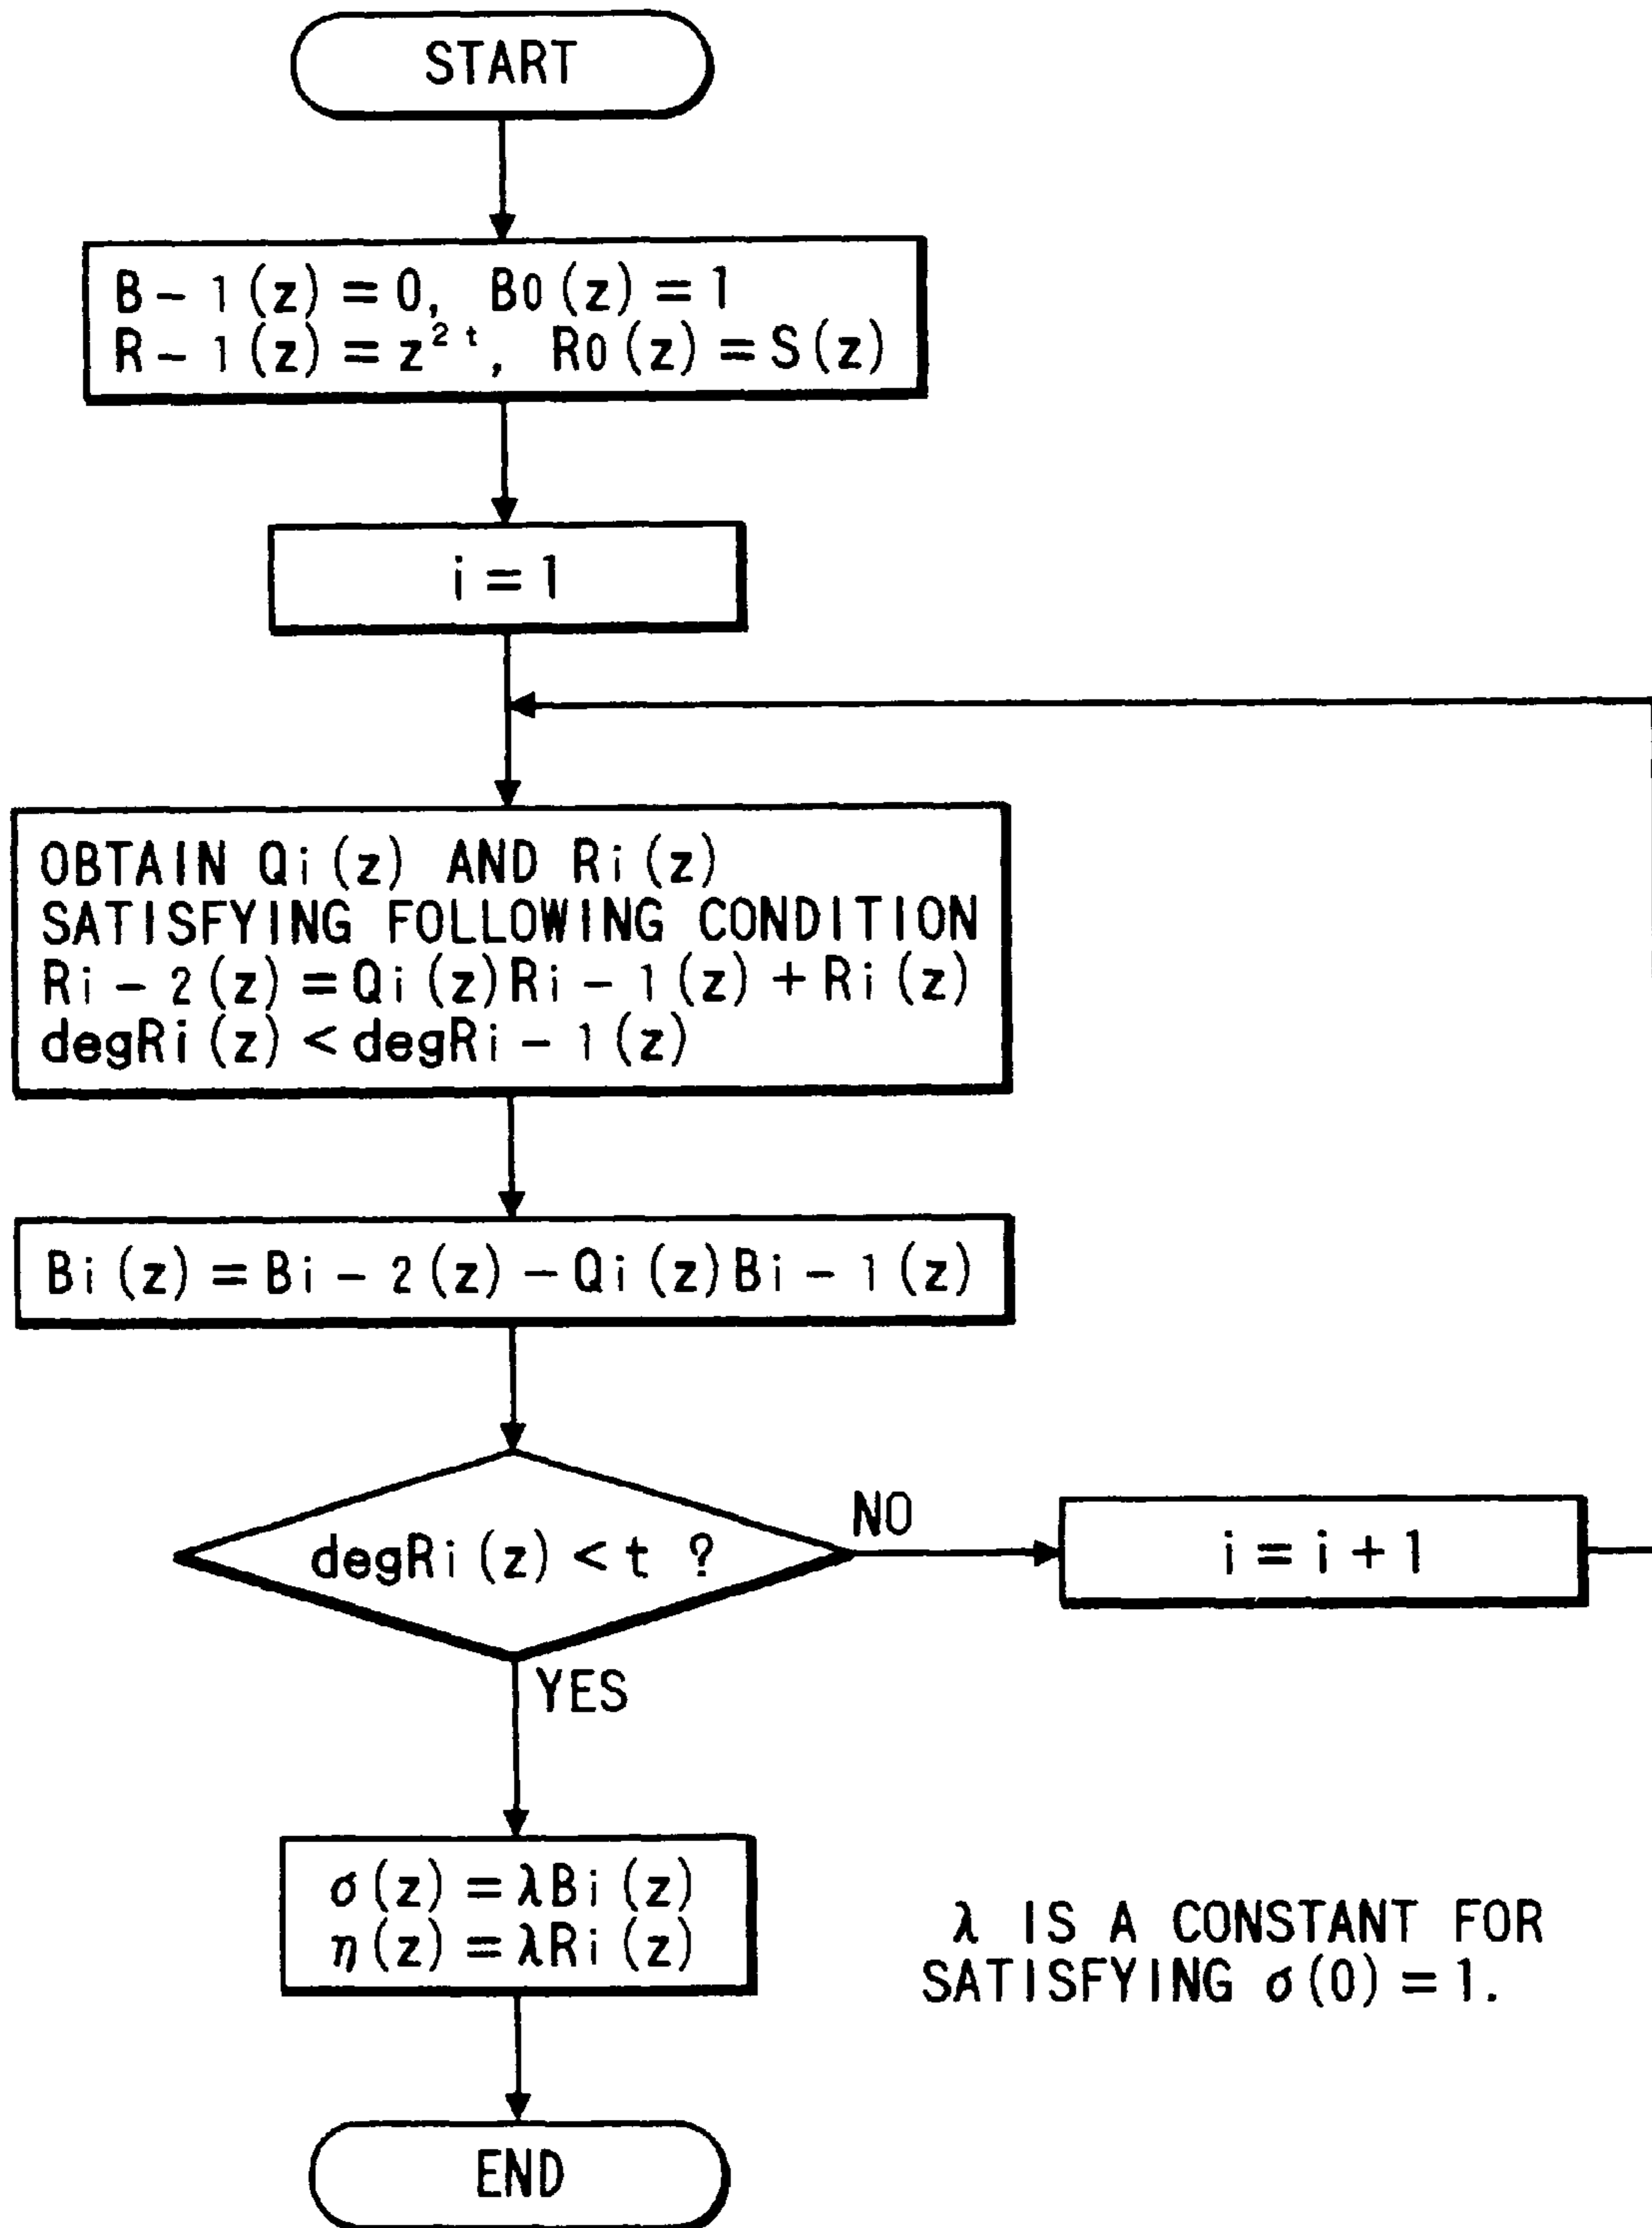 START
B-1(z)=0, B0(z)=1
R-1(z)=z²ᵗ, R0(z)=S(z)
i=1
OBTAIN Qi(z) AND Ri(z)
SATISFYING FOLLOWING CONDITION
Ri-2(z)=Qi(z)Ri-1(z)+Ri(z)
degRi(z)<degRi-1(z)
Bi(z)=Bi-2(z)-Qi(z)Bi-1(z)
degRi(z)<t ?
NO
i=i+1
YES
σ(z)=λBi(z)
η(z)=λRi(z)
λ IS A CONSTANT FOR
SATISFYING σ(0)=1.
END